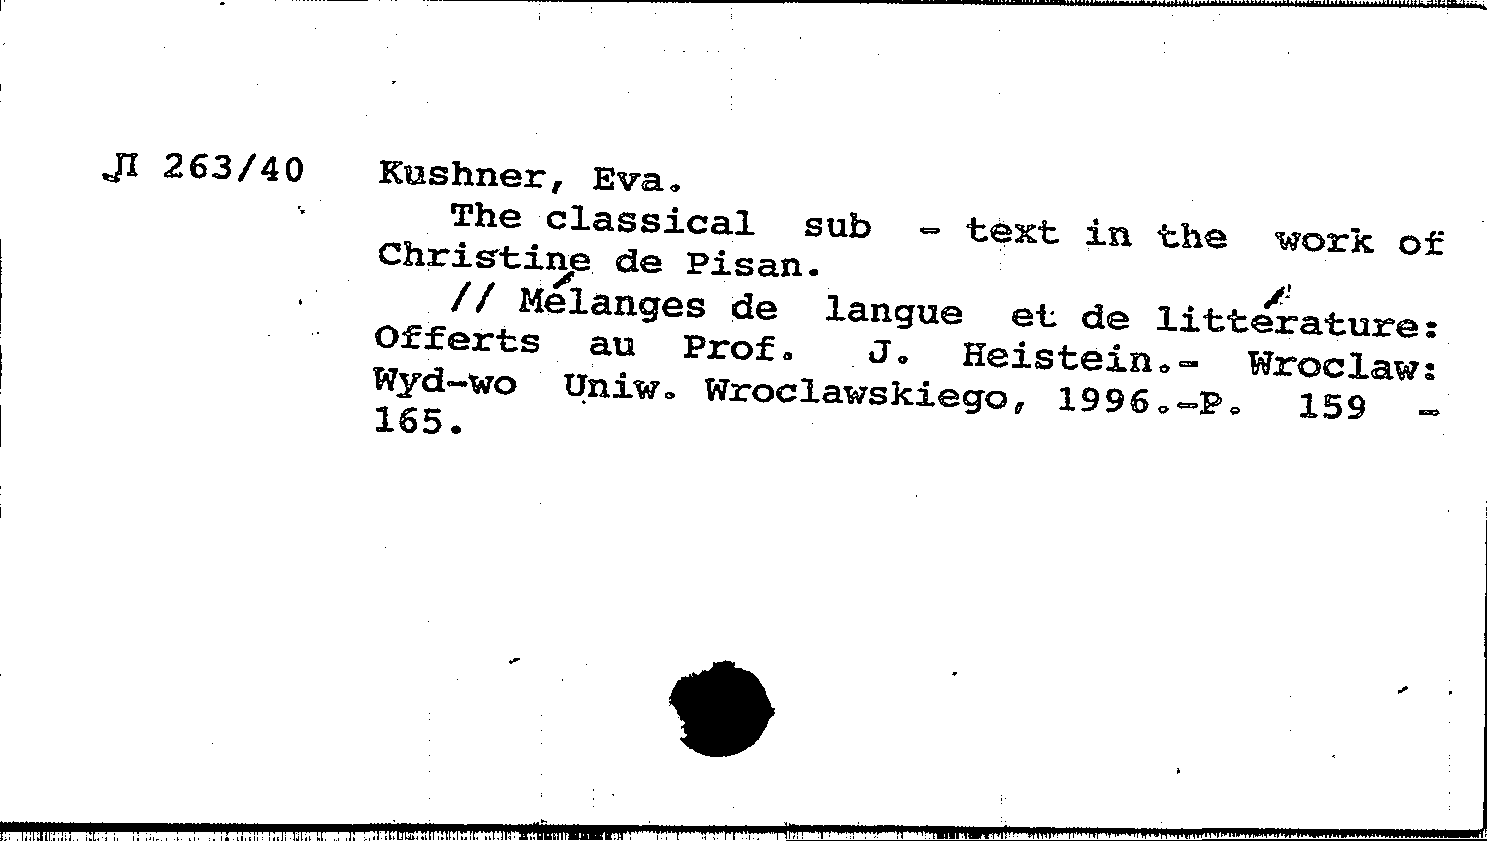 Л 263/40 Kushner, Eva.
The classical sub - text in the work of
Christine de Pisan.
// Mélanges de langue et de littérature:
Offerts au Prof. J. Heistein.- Wroclaw:
Wyd-wo Uniw. Wroclawskiego, 1996.-P. 159 -
165.